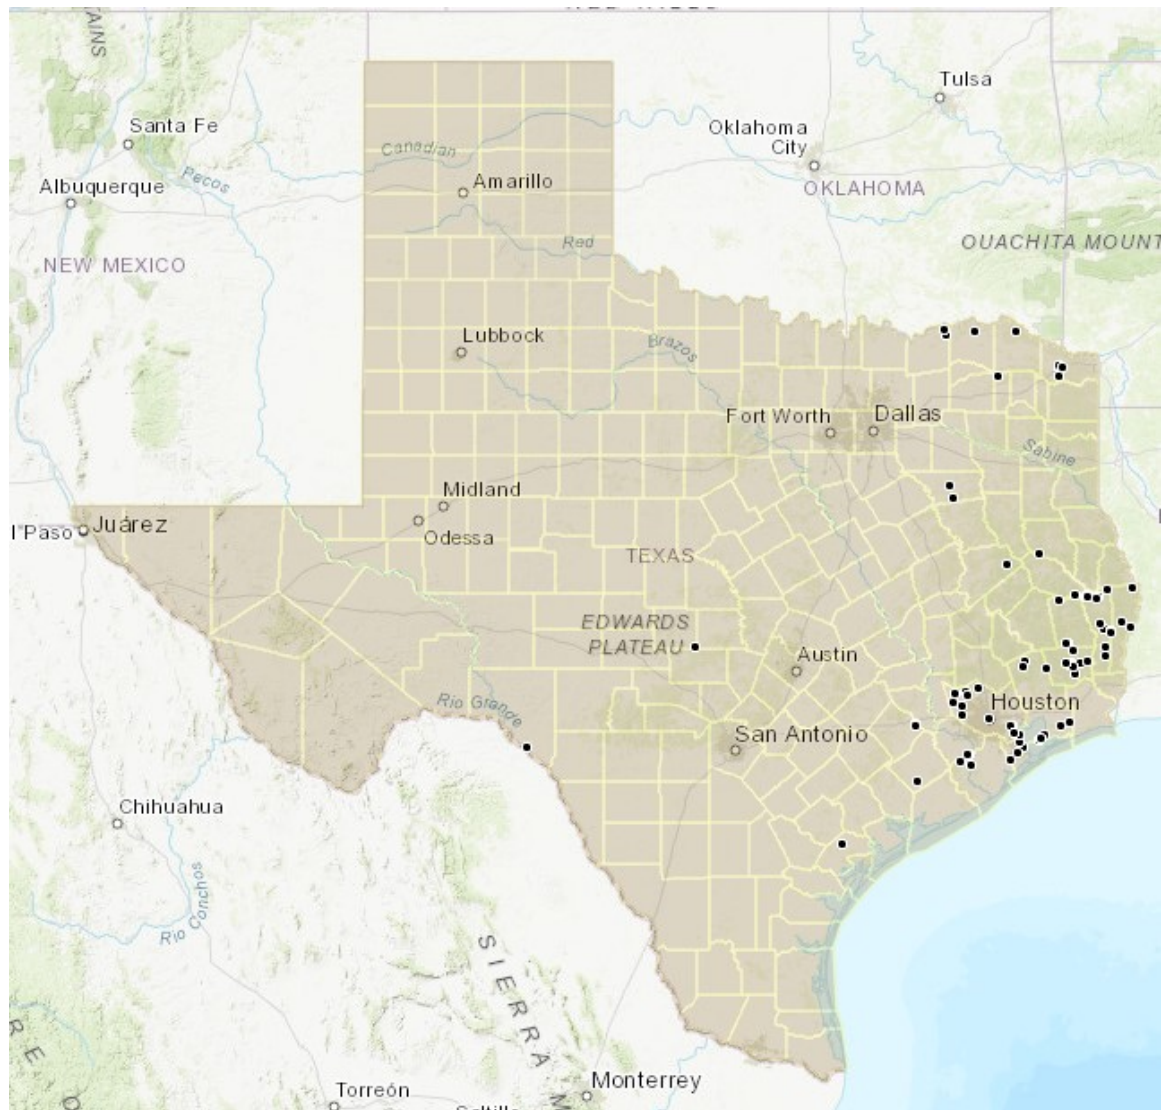 TAINS
Tulsa
Santa Fe
Oklahoma
City
Canadian
Pecos
Amarillo
Albuquerque
OKLAHOMA
Red
OUACHITA MOUNT
NEW MEXICO
Lubbock
Brazos
Fort Worth
Dallas
Sabine
Midland
l Paso
Juárez
Odessa
TEXAS
EDWARDS
PLATEAU
Austin
Rio Grande
Houston
San Antonio
Chihuahua
Rio Conchos
SIERRA M
RE
Torreón
Monterrey